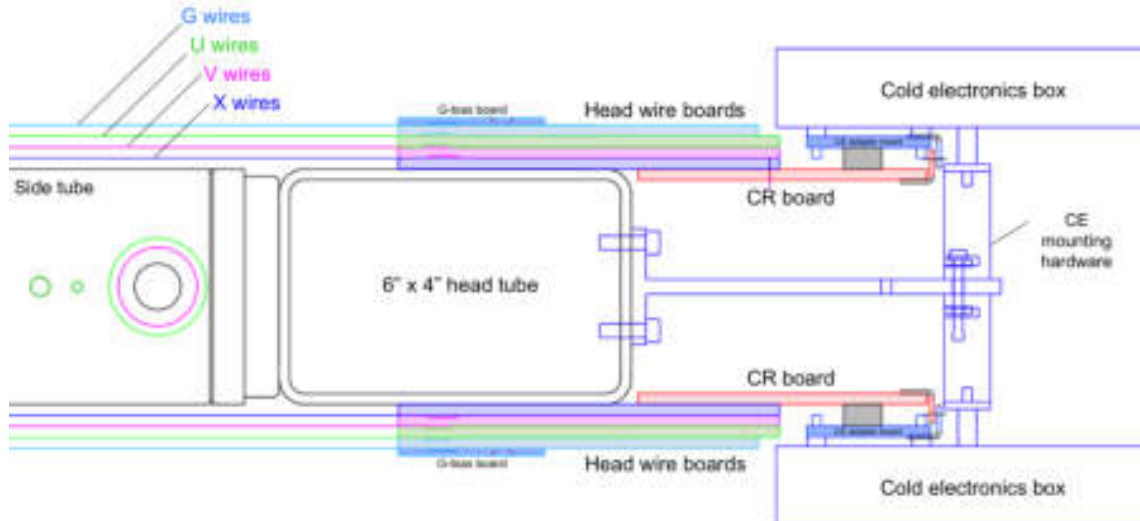 G wires
U wires
V wires
X wires
G-bias board
Head wire boards
Cold electronics box
Side tube
CR board
CE
mounting
hardware
6" x 4" head tube
CR board
G-bias board
Head wire boards
Cold electronics box